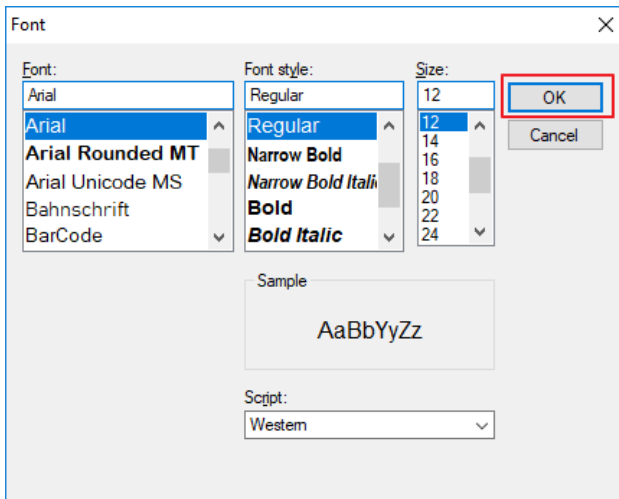 Font
Font:
Arial
Arial
Arial Rounded MT
Arial Unicode MS
Bahnschrift
BarCode
Font style:
Regular
Regular
Narrow Bold
Narrow Bold Itali
Bold
Bold Italic
Size:
12
12
14
16
18
20
22
24
OK
Cancel
Sample
AaBbYyZz
Script:
Western